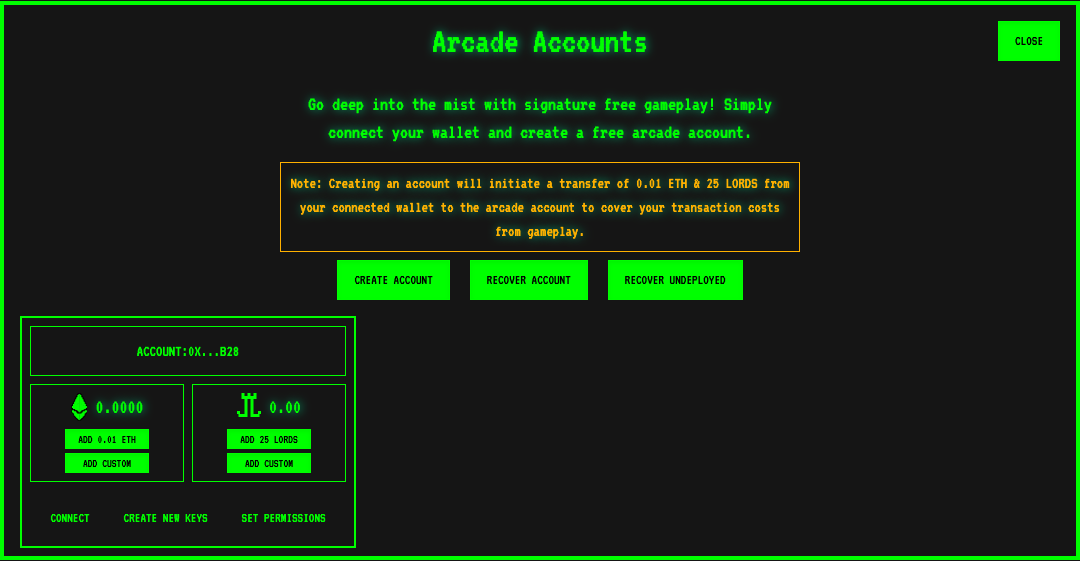 Arcade Accounts
CLOSE
Go deep into the mist with signature free gameplay! Simply
connect your wallet and create a free arcade account.
Note: Creating an account will initiate a transfer of 0.01 ETH & 25 LORDS from
your connected wallet to the arcade account to cover your transaction costs
from gameplay.
CREATE ACCOUNT
RECOVER ACCOUNT
RECOVER UNDEPLOYED
ACCOUNT:0X...B28
0.0000
ADD 0.01 ETH
ADD CUSTOM
0.00
ADD 25 LORDS
ADD CUSTOM
CONNECT
CREATE NEW KEYS
SET PERMISSIONS